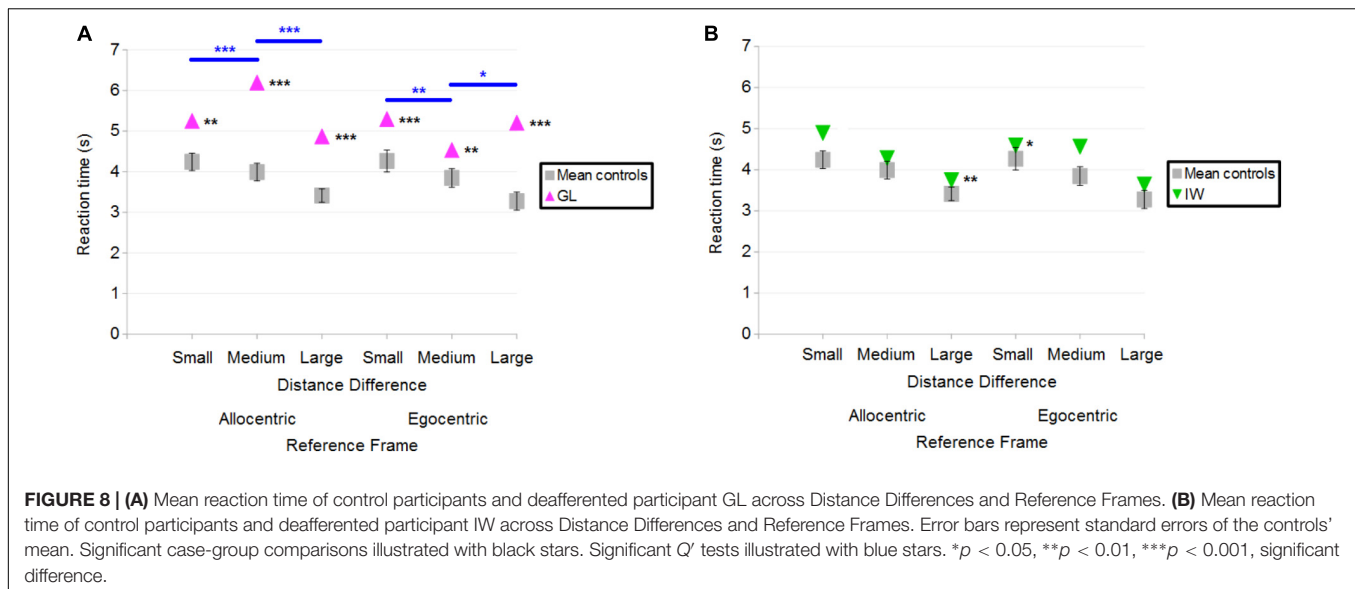 A
*** ***
7
6
5
4
3
2
1
0
Reaction time (s)
** *
*** ** *** *** *** **
Mean controls
GL
Small Medium Large Small Medium Large
Distance Difference
Allocentric Egocentric
Reference Frame
B
7
6
5
4
3
2
1
0
Reaction time (s)
* **
Mean controls
IW
Small Medium Large Small Medium Large
Distance Difference
Allocentric Egocentric
Reference Frame
FIGURE 8 | (A) Mean reaction time of control participants and deafferented participant GL across Distance Differences and Reference Frames. (B) Mean reaction
time of control participants and deafferented participant IW across Distance Differences and Reference Frames. Error bars represent standard errors of the controls’
mean. Significant case-group comparisons illustrated with black stars. Significant Q′ tests illustrated with blue stars. *p < 0.05, **p < 0.01, ***p < 0.001, significant
difference.